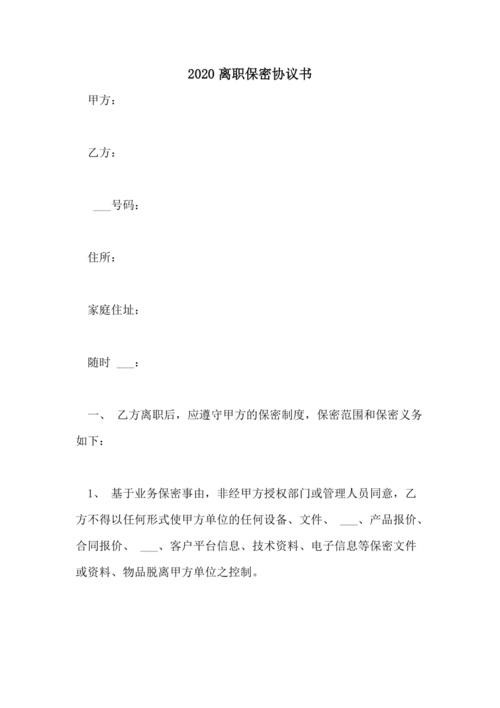 2020离职保密协议书
甲方：
乙方：
___号码：
住所：
家庭住址：
随时 ___：
一、 乙方离职后，应遵守甲方的保密制度，保密范围和保密义务
如下：
1、 基于业务保密事由，非经甲方授权部门或管理人员同意，乙
方不得以任何形式使甲方单位的任何设备、文件、 ___、产品报价、
合同报价、 ___、客户平台信息、技术资料、电子信息等保密文件
或资料、物品脱离甲方单位之控制。